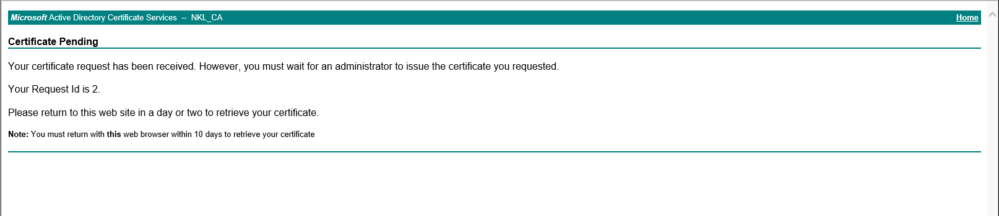 Microsoft Active Directory Certificate Services -- NKL_CA Home
Certificate Pending
Your certificate request has been received. However, you must wait for an administrator to issue the certificate you requested.
Your Request Id is 2.
Please return to this web site in a day or two to retrieve your certificate.
Note: You must return with this web browser within 10 days to retrieve your certificate